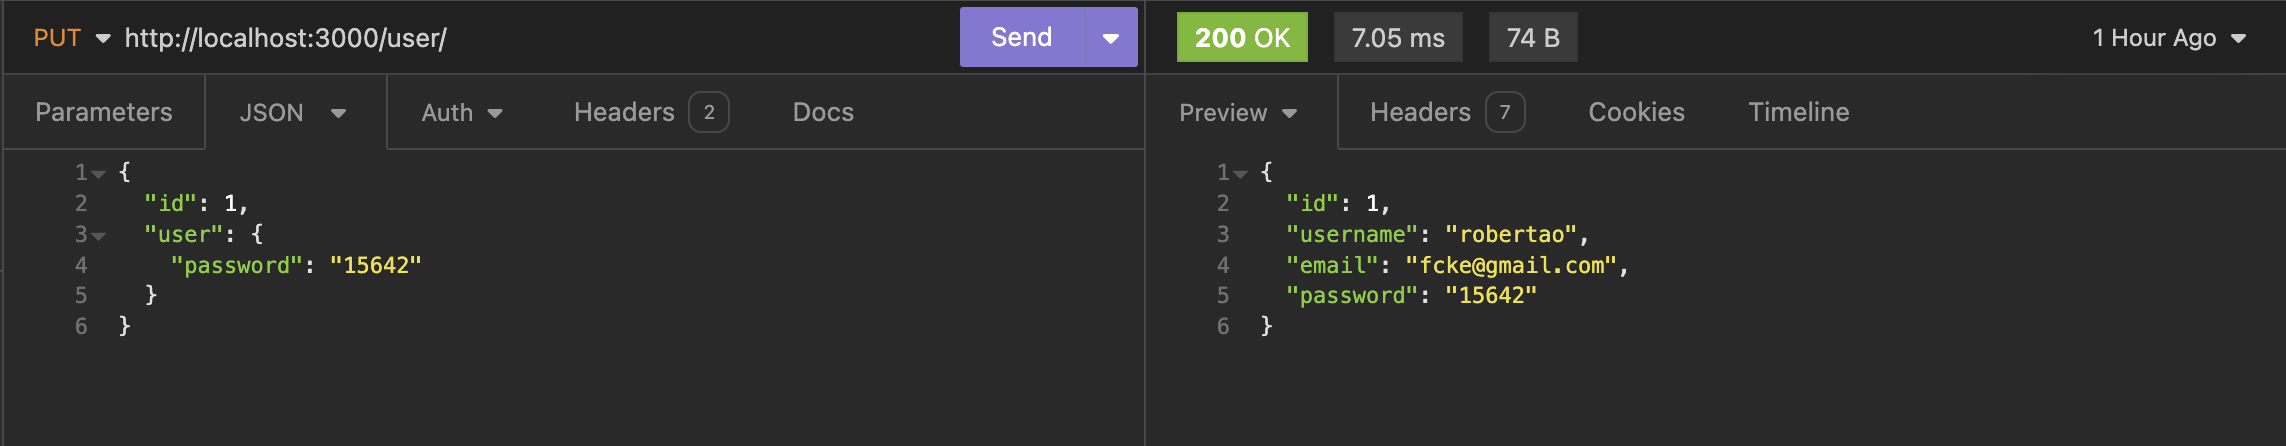 PUT http://localhost:3000/user/ Send 200 OK 7.05 ms 74 B 1 Hour Ago
Parameters JSON Auth Headers 2 Docs Preview Headers 7 Cookies Timeline
1 {
2 "id": 1,
3 "user": {
4 "password": "15642"
5 }
6 }
1 {
2 "id": 1,
3 "username": "robertao",
4 "email": "fcke@gmail.com",
5 "password": "15642"
6 }